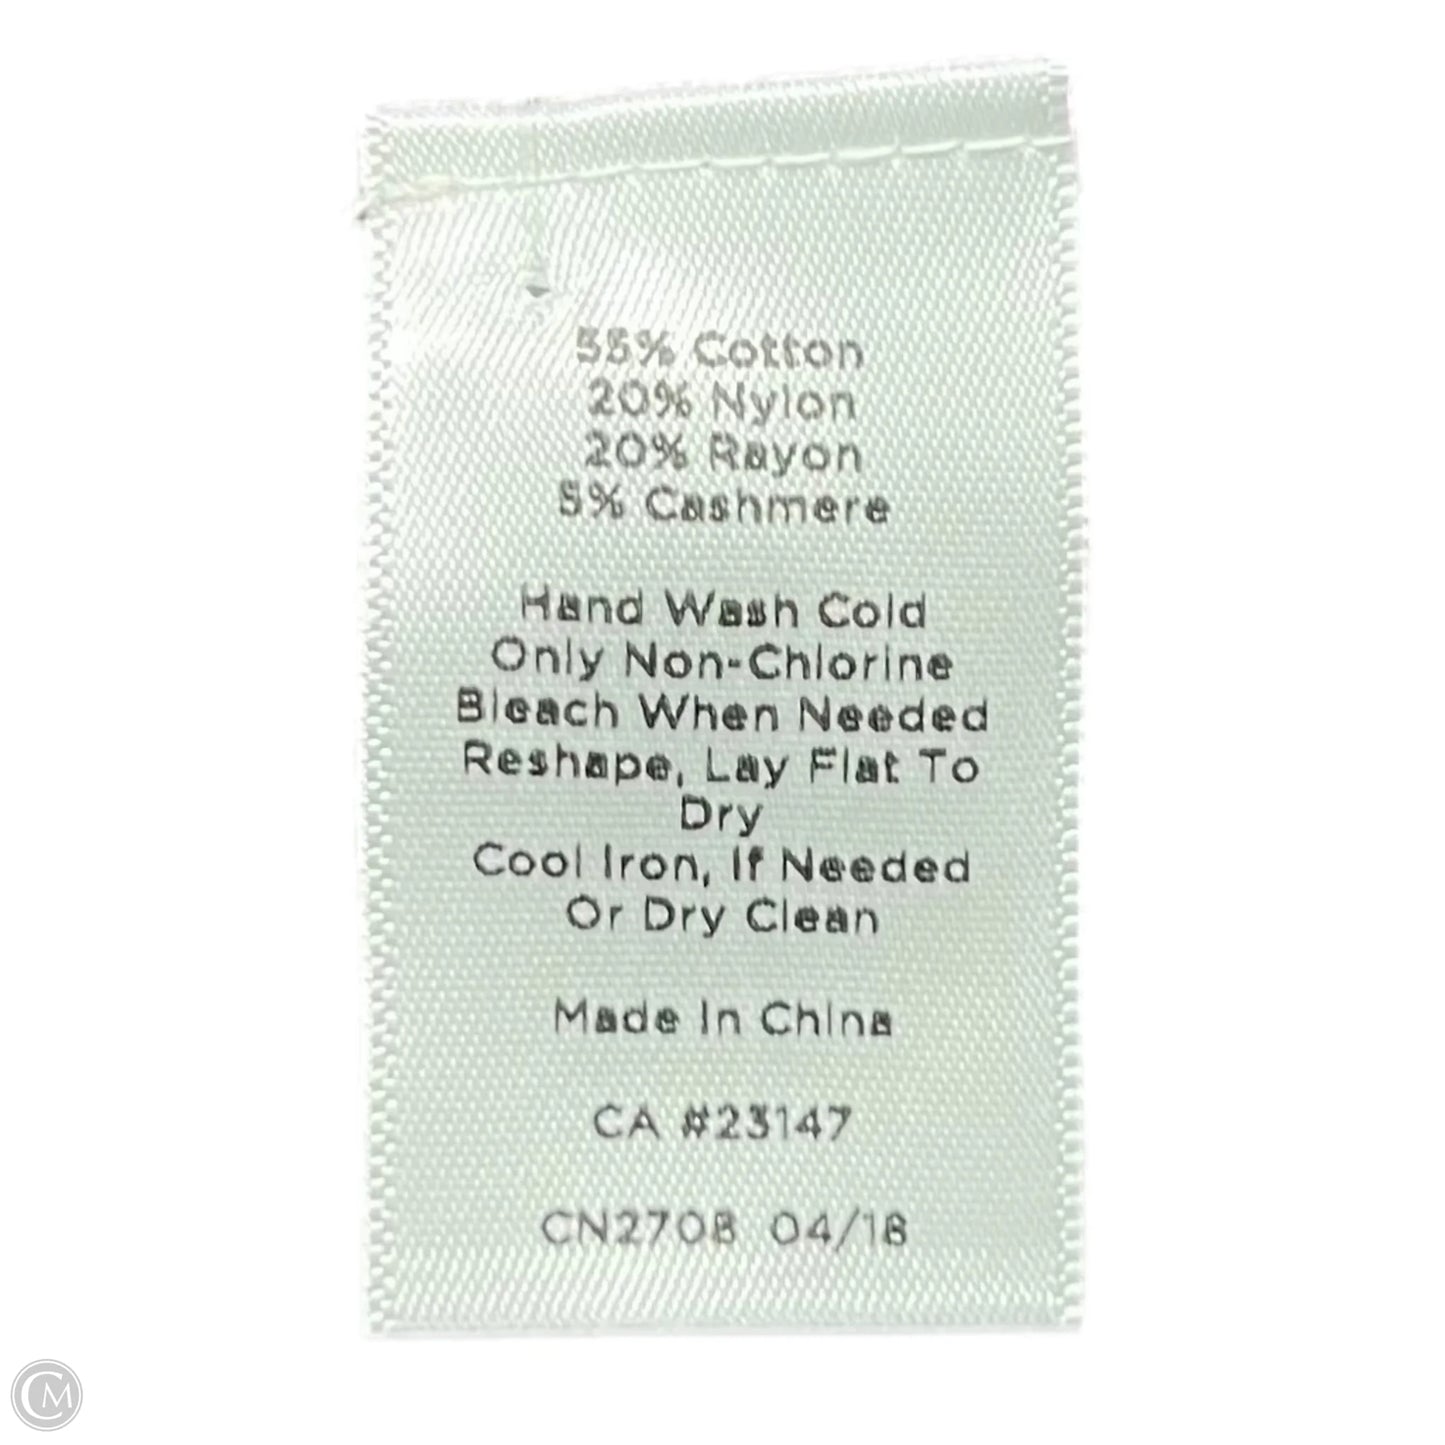 55% Cotton
20% Nylon
20% Rayon
5% Cashmere
Hand Wash Cold
Only Non-Chlorine
Bleach When Needed
Reshape, Lay Flat To
Dry
Cool Iron, If Needed
Or Dry Clean
Made In China
CA #23147
CN2708 04/18
CM